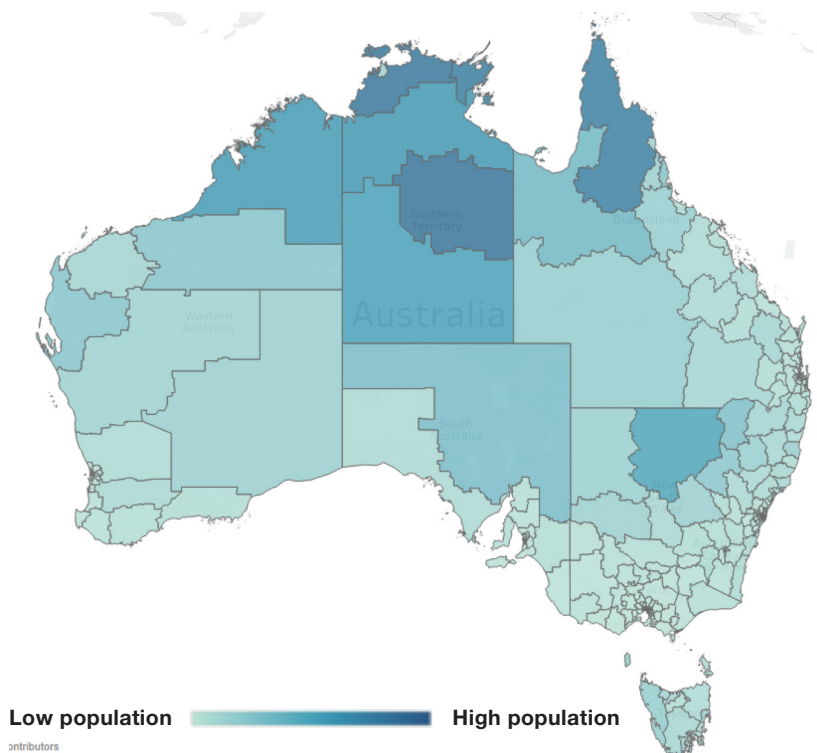 Northern
Territory
Queensland
Australia
Western
Australia
South
Australia
Low population
High population
ontributors